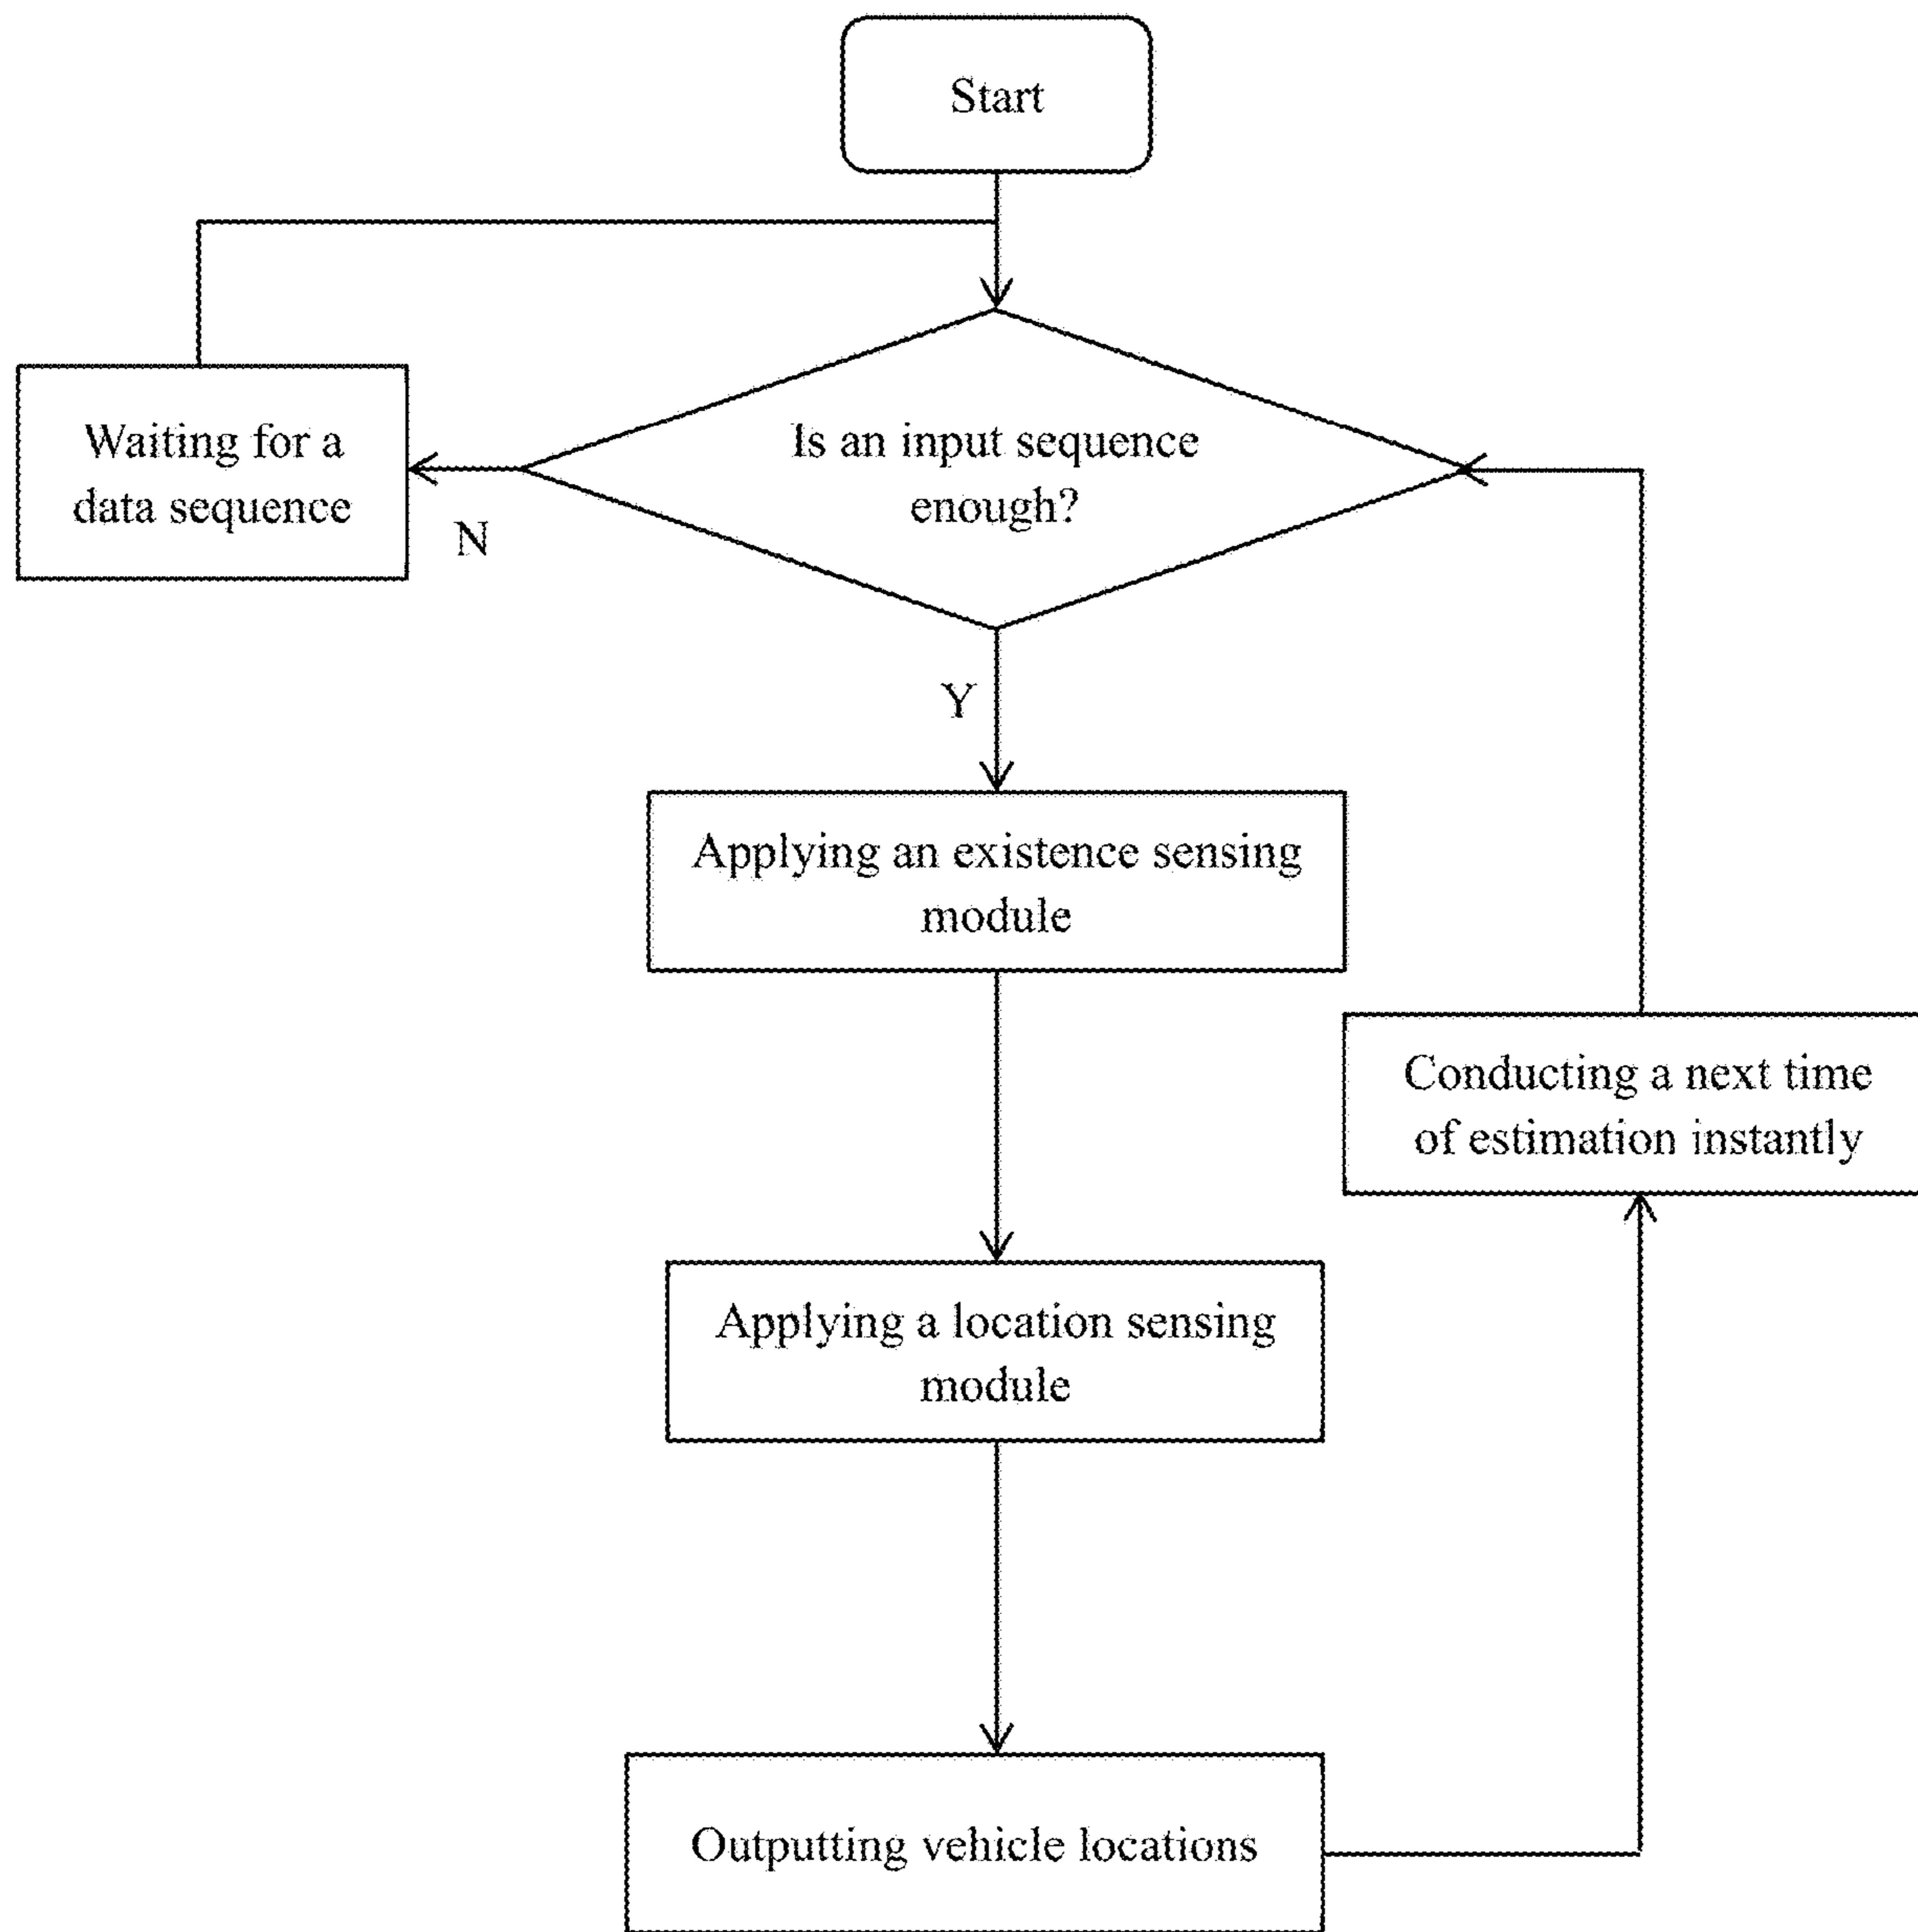 Start
Is an input sequence
enough?
Waiting for a
data sequence
N
Y
Applying an existence sensing
module
Conducting a next time
of estimation instantly
Applying a location sensing
module
Outputting vehicle locations